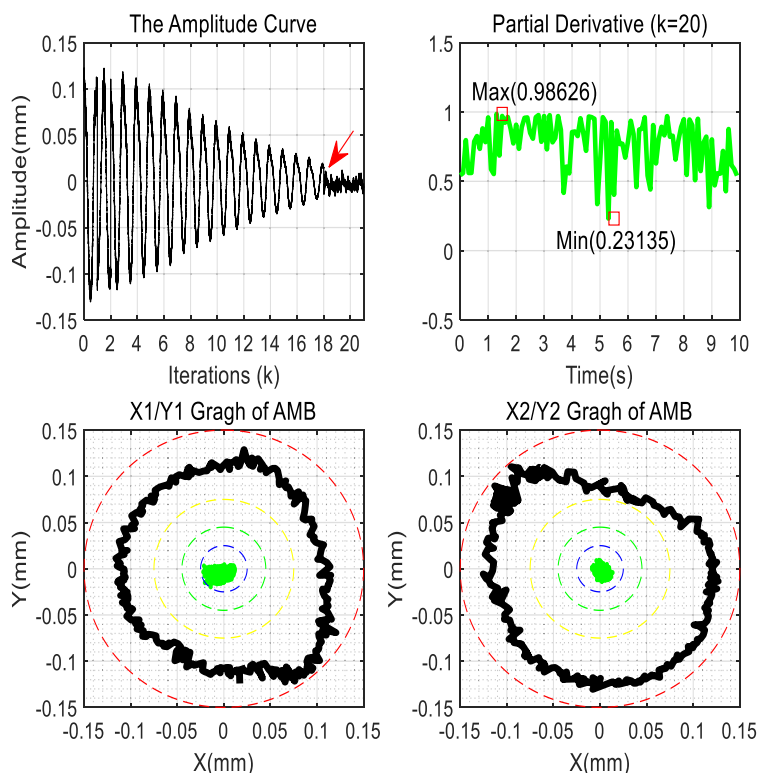 The Amplitude Curve
Amplitude(mm)
0.15
0.1
0.05
0
-0.05
-0.1
-0.15
0 2 4 6 8 10 12 14 16 18 20
Iterations (k)
Partial Derivative (k=20)
1.5
1
0.5
0
-0.5
Max(0.98626)
Min(0.23135)
0 1 2 3 4 5 6 7 8 9 10
Time(s)
X1/Y1 Gragh of AMB
Y(mm)
0.15
0.1
0.05
0
-0.05
-0.1
-0.15
-0.15 -0.1 -0.05 0 0.05 0.1 0.15
X(mm)
X2/Y2 Gragh of AMB
Y(mm)
0.15
0.1
0.05
0
-0.05
-0.1
-0.15
-0.15 -0.1 -0.05 0 0.05 0.1 0.15
X(mm)